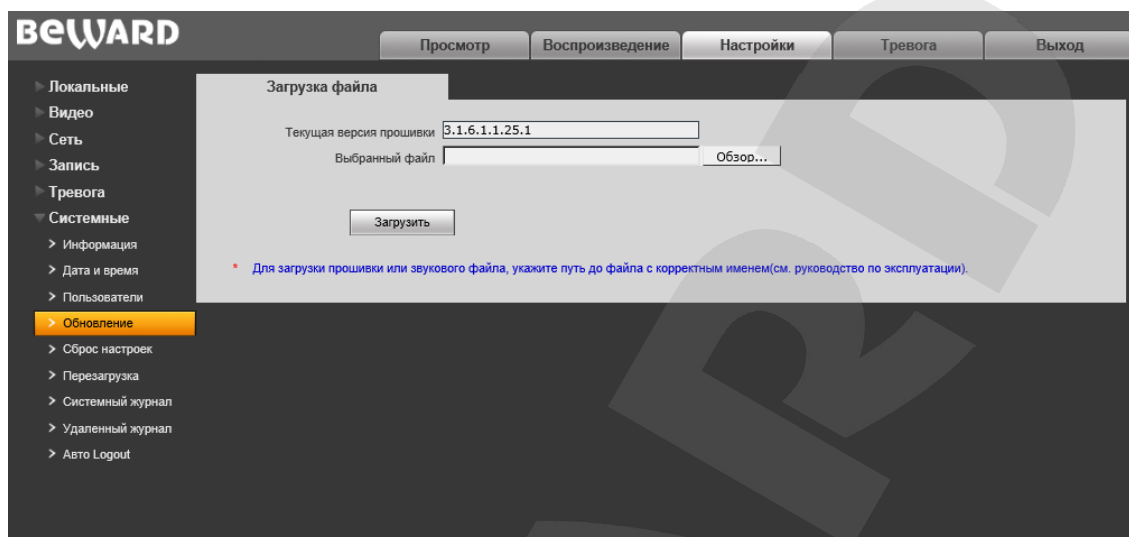 BEWARD
Просмотр Воспроизведение Настройки Тревога Выход
Локальные
Видео
Сеть
Запись
Тревога
Системные
Информация
Дата и время
Пользователи
Обновление
Сброс настроек
Перезагрузка
Системный журнал
Удаленный журнал
Авто Logout
Загрузка файла
Текущая версия прошивки 3.1.6.1.1.25.1
Выбранный файл Обзор...
Загрузить
* Для загрузки прошивки или звукового файла, укажите путь до файла с корректным именем(см. руководство по эксплуатации).